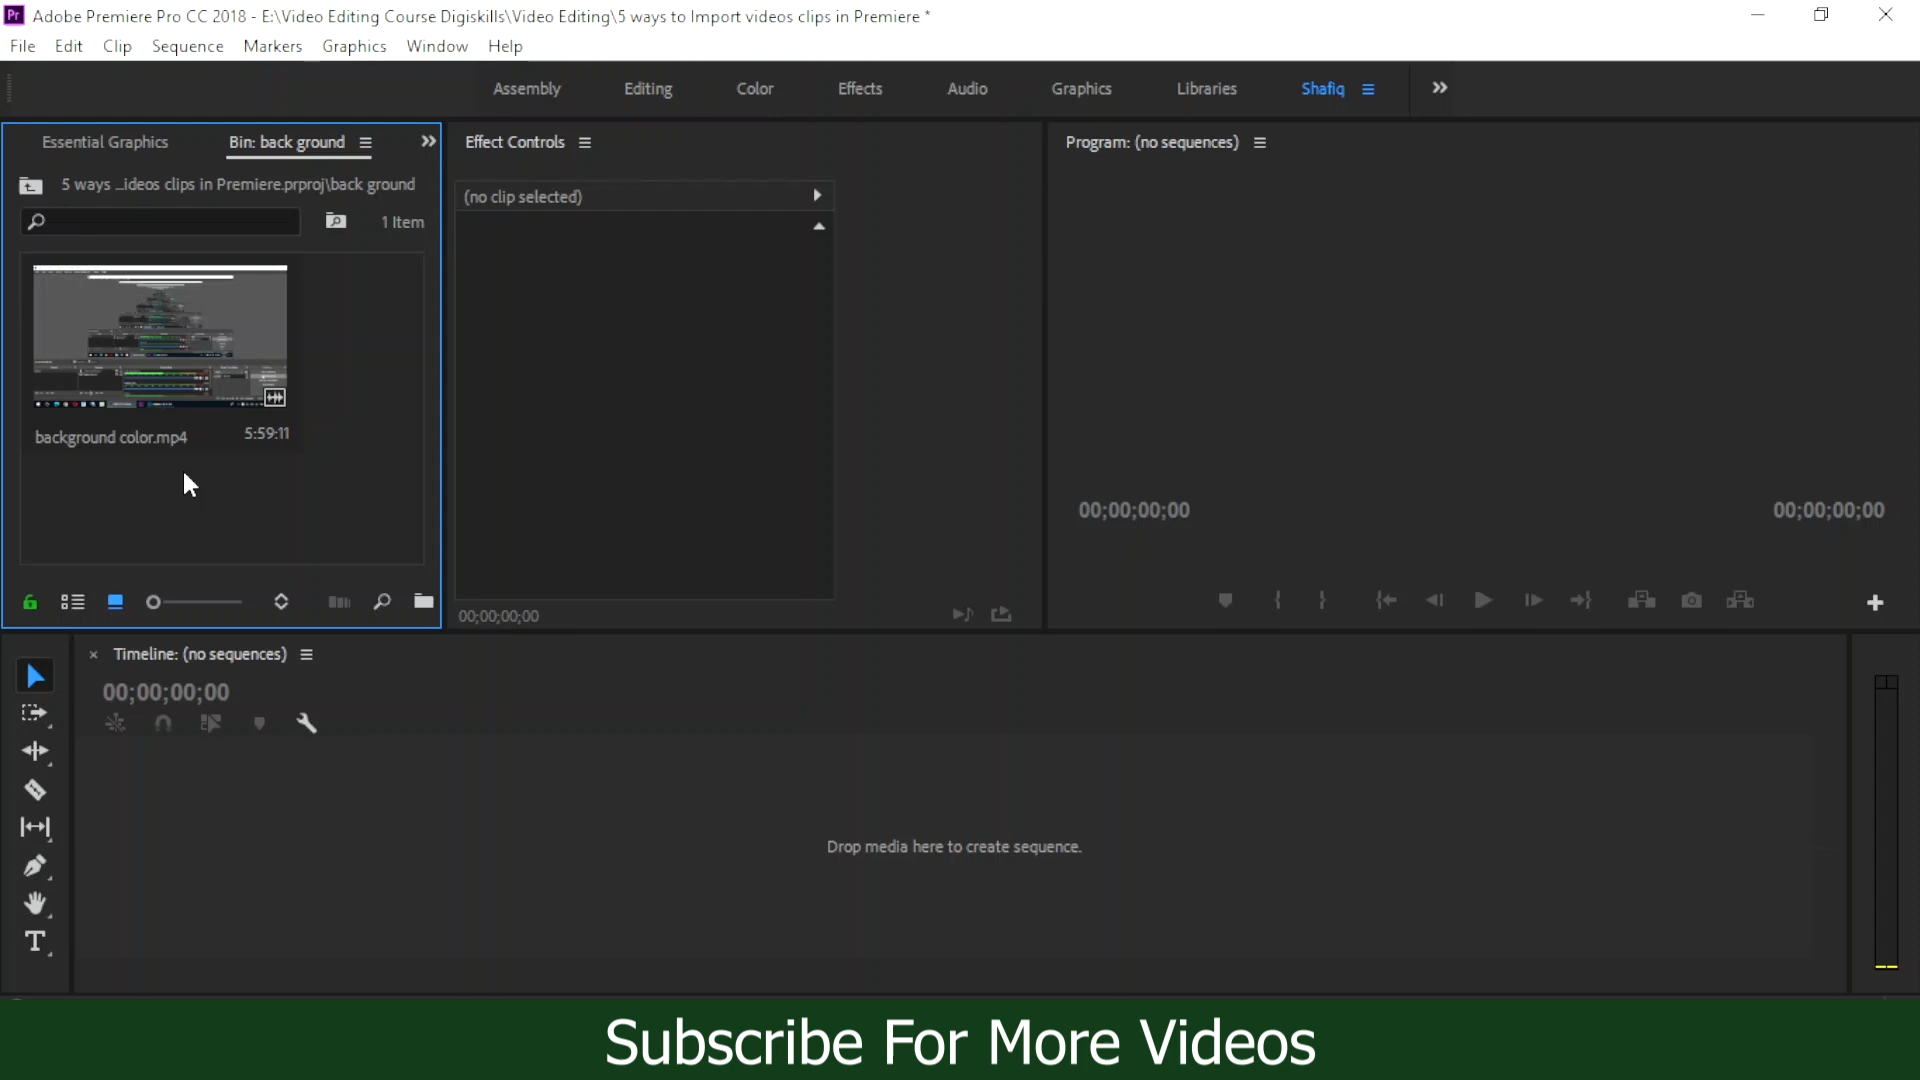 Adobe Premiere Pro CC 2018 - E:\Video Editing Course Digiskills\Video Editing\5 ways to Import videos clips in Premiere *
File Edit Clip Sequence Markers Graphics Window Help
Assembly Editing Color Effects Audio Graphics Libraries Shafiq
Essential Graphics Bin: back ground
5 ways ...ideos clips in Premiere.prproj\back ground
1 Item
background color.mp4 5:59:11
Effect Controls
(no clip selected)
00;00;00;00
Program: (no sequences)
00;00;00;00 00;00;00;00
× Timeline: (no sequences)
00;00;00;00
Drop media here to create sequence.
Subscribe For More Videos